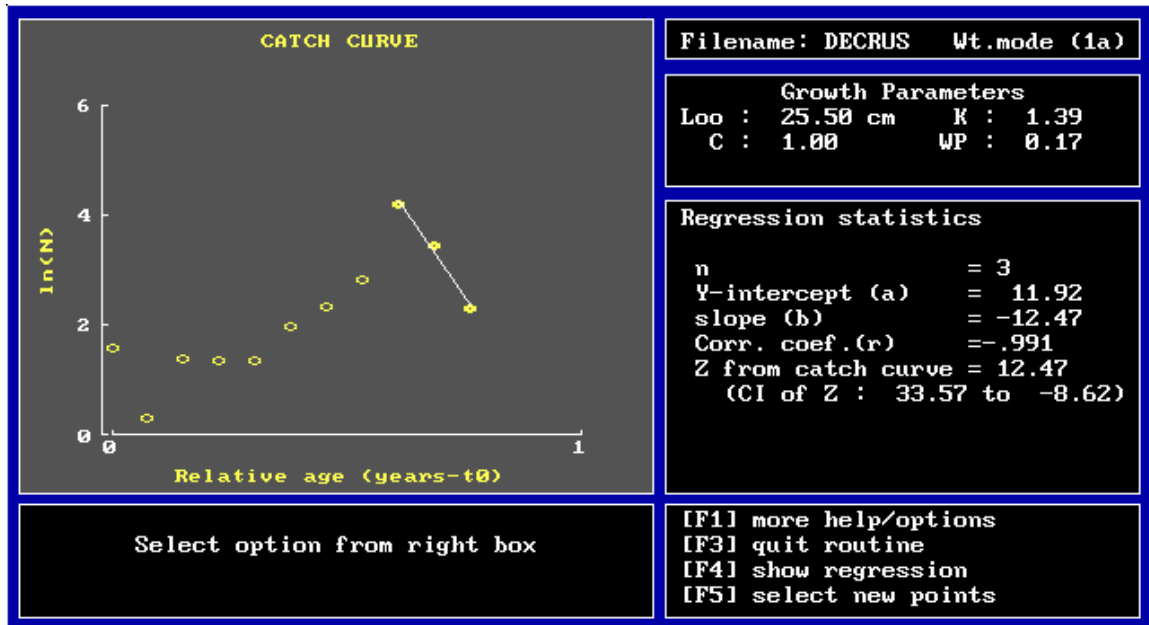 CATCH CURVE
6
4
2
0
ln(N)
0 1
Relative age (years-t0)
Select option from right box
Filename: DECRUS Wt.mode (1a)
Growth Parameters
Loo : 25.50 cm K : 1.39
C : 1.00 WP : 0.17
Regression statistics
n = 3
Y-intercept (a) = 11.92
slope (b) = -12.47
Corr. coef.(r) =-.991
Z from catch curve = 12.47
(CI of Z : 33.57 to -8.62)
[F1] more help/options
[F3] quit routine
[F4] show regression
[F5] select new points